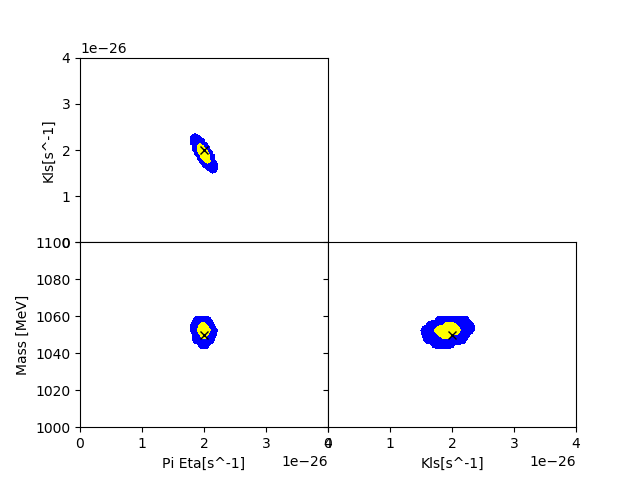 1e−26
4
3
2
1
0
Kls[s^-1]
1100
1080
1060
1040
1020
1000
Mass [MeV]
0 1 2 3 4
Pi Eta[s^-1]
1e−26
0 1 2 3 4
Kls[s^-1]
1e−26